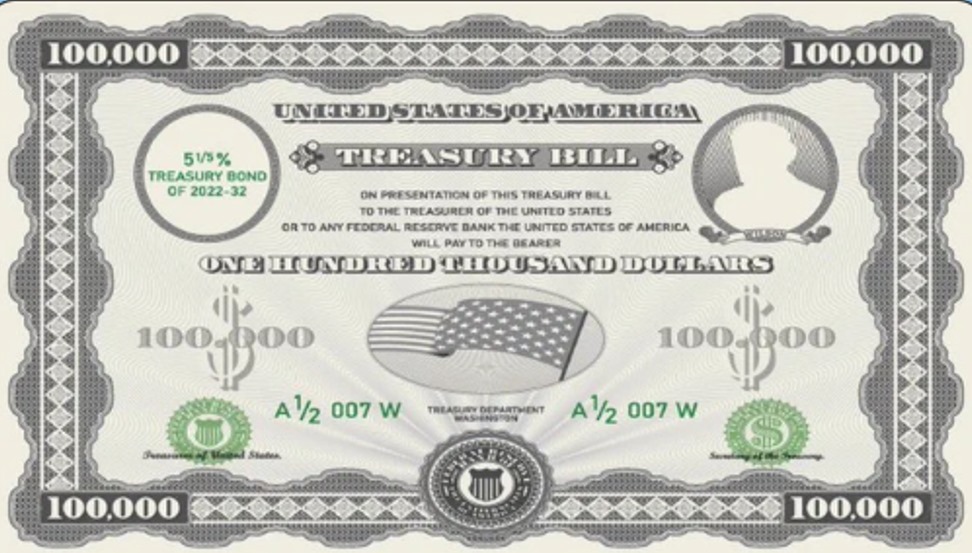 100,000 100,000
UNITED STATES OF AMERICA
5 1/5 %
TREASURY BOND
OF 2022-32
TREASURY BILL
ON PRESENTATION OF THIS TREASURY BILL
TO THE TREASURER OF THE UNITED STATES
OR TO ANY FEDERAL RESERVE BANK THE UNITED STATES OF AMERICA
WILL PAY TO THE BEARER
WILSON
ONE HUNDRED THOUSAND DOLLARS
100,000 $ 100,000 $
A 1/2 007 W A 1/2 007 W
TREASURY DEPARTMENT
WASHINGTON
$
Treasurer of United States. Secretary of the Treasury.
100,000 100,000